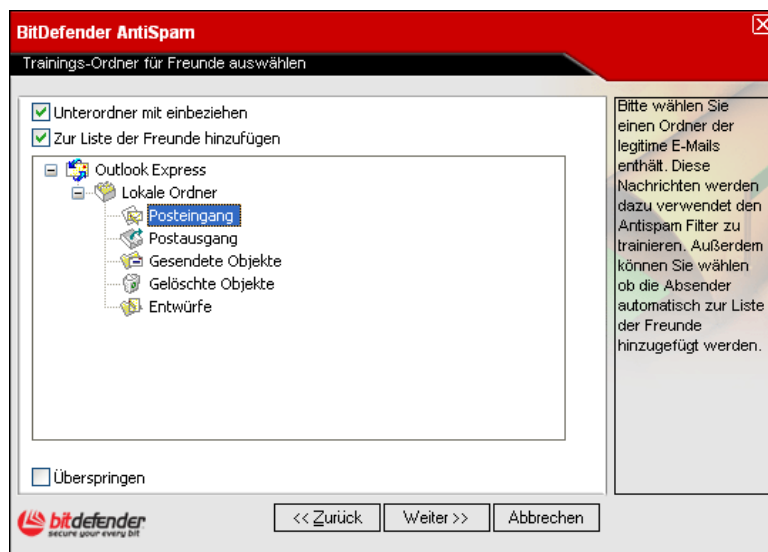 BitDefender AntiSpam
Trainings-Ordner für Freunde auswählen
Unterordner mit einbeziehen
Zur Liste der Freunde hinzufügen
Outlook Express
Lokale Ordner
Posteingang
Postausgang
Gesendete Objekte
Gelöschte Objekte
Entwürfe
Überspringen
Bitte wählen Sie
einen Ordner der
legitime E-Mails
enthält. Diese
Nachrichten werden
dazu verwendet den
Antispam Filter zu
trainieren. Außerdem
können Sie wählen
ob die Absender
automatisch zur Liste
der Freunde
hinzugefügt werden.
bitdefender
secure your every bit
<< Zurück
Weiter >>
Abbrechen